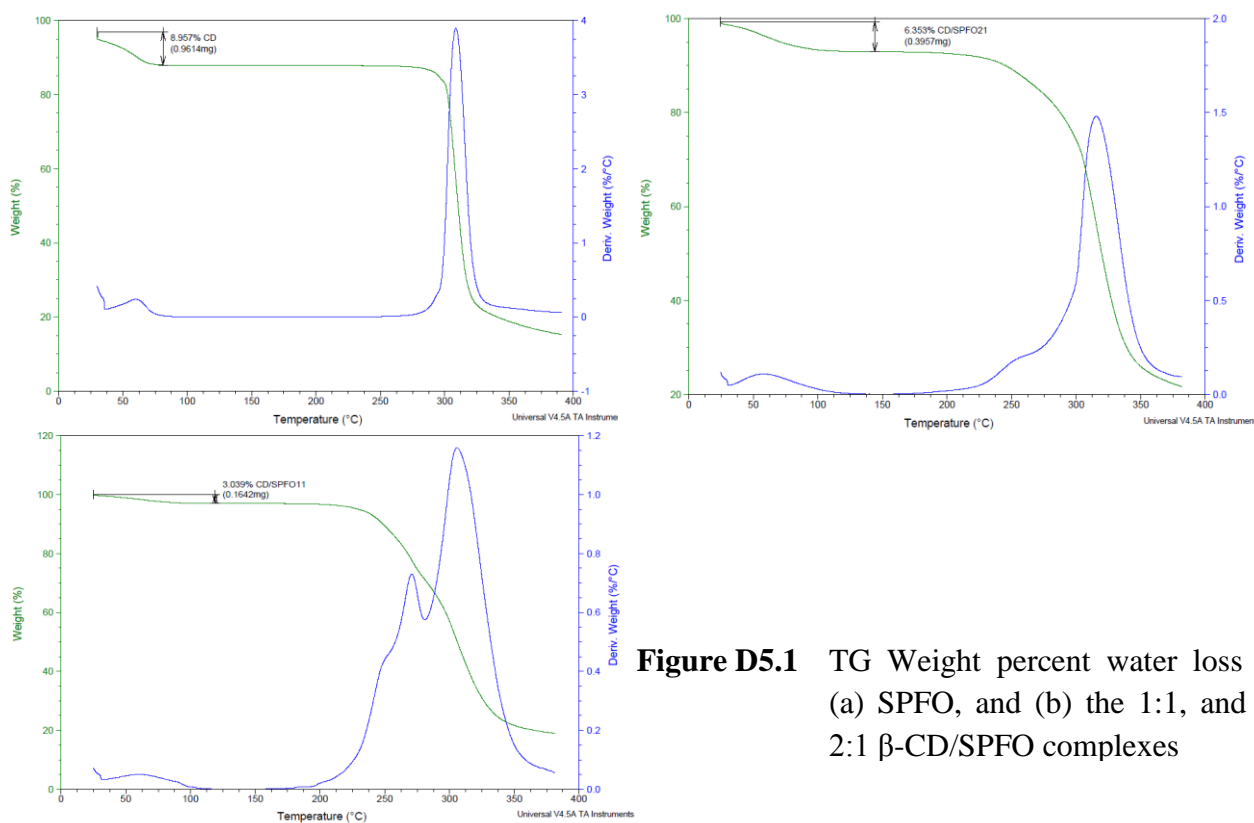 100
80
60
40
20
0
Weight (%)
8.957% CD
(0.9614mg)
4
3
2
1
0
-1
Deriv. Weight (%/°C)
0 50 100 150 200 250 300 350 400
Temperature (°C)
Universal V4.5A TA Instrume
100
80
60
40
20
Weight (%)
6.353% CD/SPFO21
(0.3957mg)
2.0
1.5
1.0
0.5
0.0
Deriv. Weight (%/°C)
0 50 100 150 200 250 300 350 400
Temperature (°C)
Universal V4.5A TA Instrument
120
100
80
60
40
20
0
Weight (%)
3.039% CD/SPFO11
(0.1642mg)
1.2
1.0
0.8
0.6
0.4
0.2
0.0
Deriv. Weight (%/°C)
0 50 100 150 200 250 300 350 400
Temperature (°C)
Universal V4.5A TA Instruments
Figure D5.1 TG Weight percent water loss
(a) SPFO, and (b) the 1:1, and
2:1 β-CD/SPFO complexes